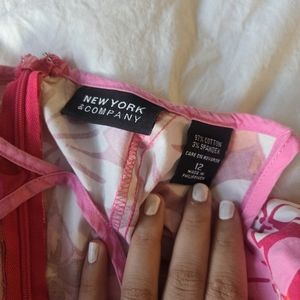 NEW YORK
& COMPANY
97% COTTON
3% SPANDEX
CARE ON REVERSE
12
MADE IN
PHILIPPINES